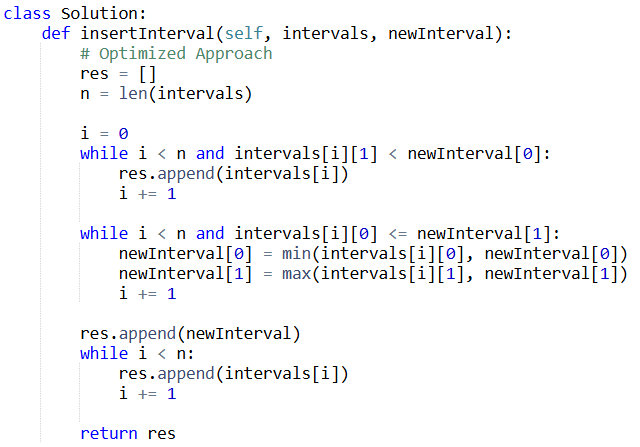 class Solution:
    def insertInterval(self, intervals, newInterval):
        # Optimized Approach
        res = []
        n = len(intervals)

        i = 0
        while i < n and intervals[i][1] < newInterval[0]:
            res.append(intervals[i])
            i += 1

        while i < n and intervals[i][0] <= newInterval[1]:
            newInterval[0] = min(intervals[i][0], newInterval[0])
            newInterval[1] = max(intervals[i][1], newInterval[1])
            i += 1

        res.append(newInterval)
        while i < n:
            res.append(intervals[i])
            i += 1

        return res